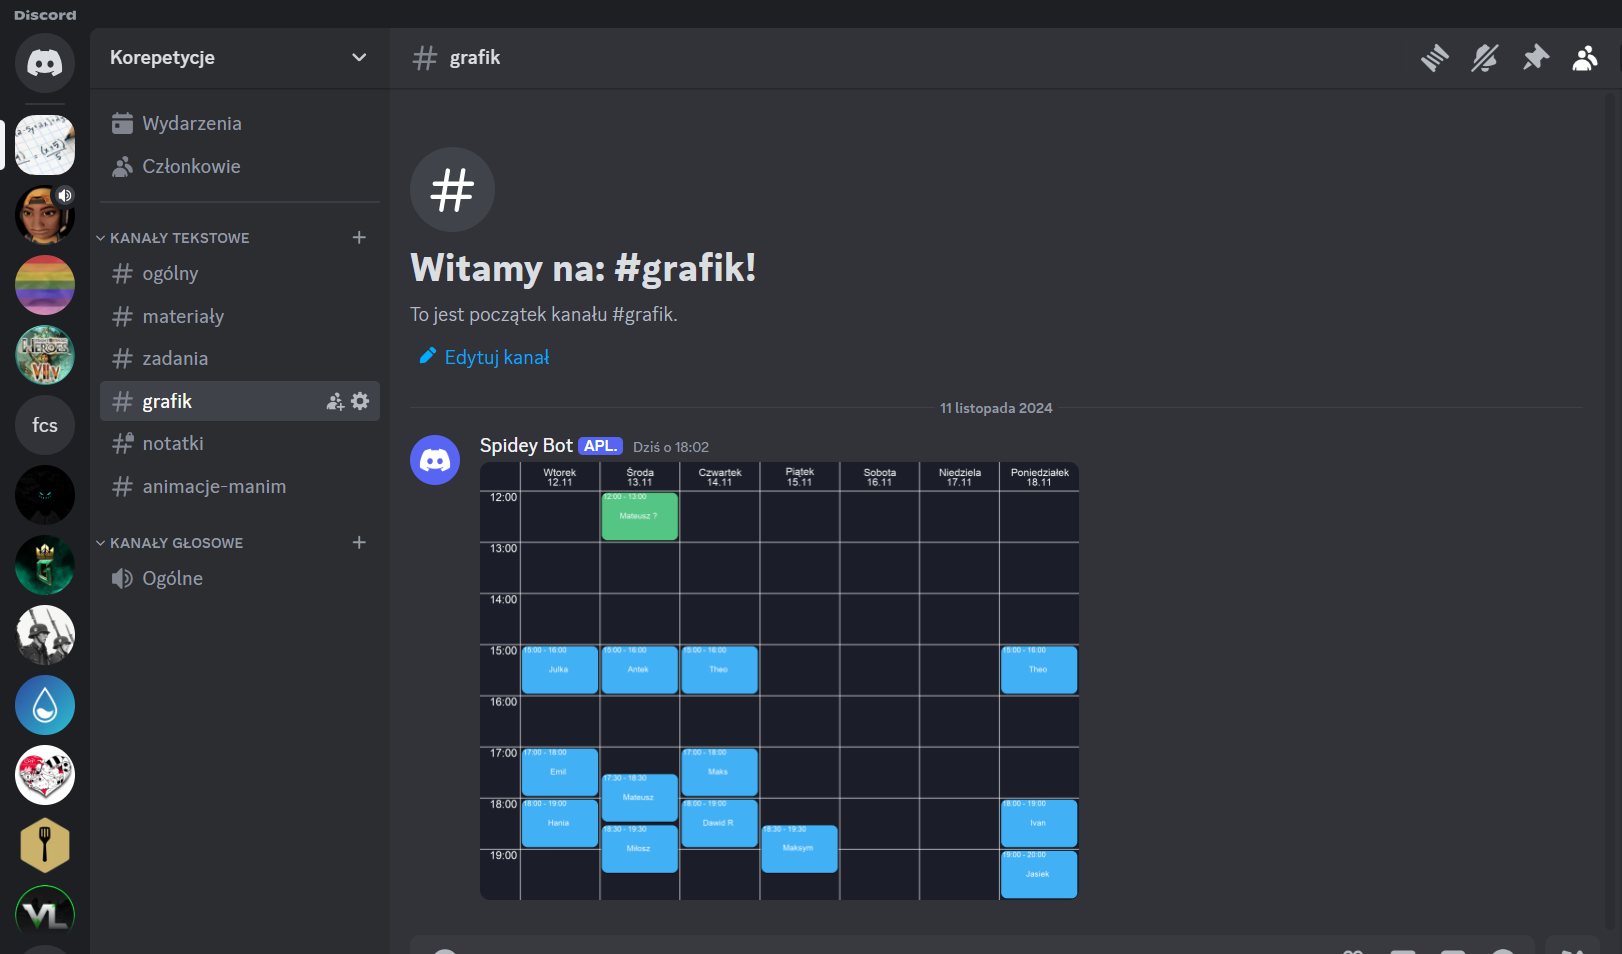 Discord
Korepetycje
Wydarzenia
Członkowie
KANAŁY TEKSTOWE
ogólny
materiały
zadania
grafik
notatki
animacje-manim
KANAŁY GŁOSOWE
Ogólne
fcs
VL
grafik
Witamy na: #grafik!
To jest początek kanału #grafik.
Edytuj kanał
11 listopada 2024
Spidey Bot APL. Dziś o 18:02
Wtorek Środa Czwartek Piątek Sobota Niedziela Poniedziałek
12.11 13.11 14.11 15.11 16.11 17.11 18.11
12:00
12:00 - 13:00
Mateusz ?
13:00
14:00
15:00
15:00 - 16:00 15:00 - 16:00 15:00 - 16:00 15:00 - 16:00
Julka Antek Theo Theo
16:00
17:00
17:00 - 18:00 17:00 - 18:00
Emil Maks
17:30 - 18:30
Mateusz
18:00
18:00 - 19:00 18:00 - 19:00 18:00 - 19:00
Hania Dawid R Ivan
18:30 - 19:30 18:30 - 19:30
Miłosz Maksym
19:00
19:00 - 20:00
Jasiek